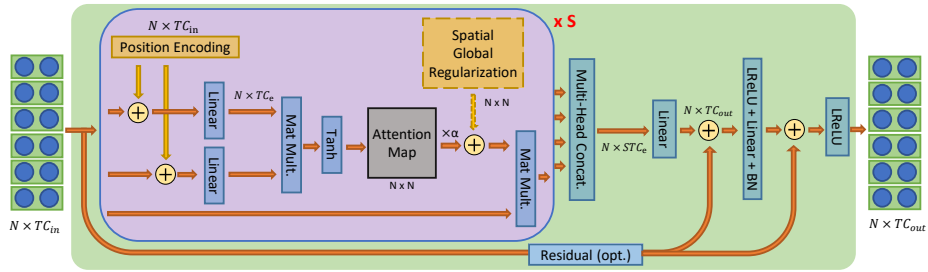 N × TC_in
Position Encoding
Spatial
Global
Regularization
x S
N × TC_e
N x N
Linear
Linear
Mat Mult.
Tanh
Attention
Map
N x N
×α
Mat Mult.
Multi-Head Concat.
N × STC_e
Linear
N × TC_out
LReLU + Linear + BN
LReLU
N × TC_in
N × TC_out
Residual (opt.)